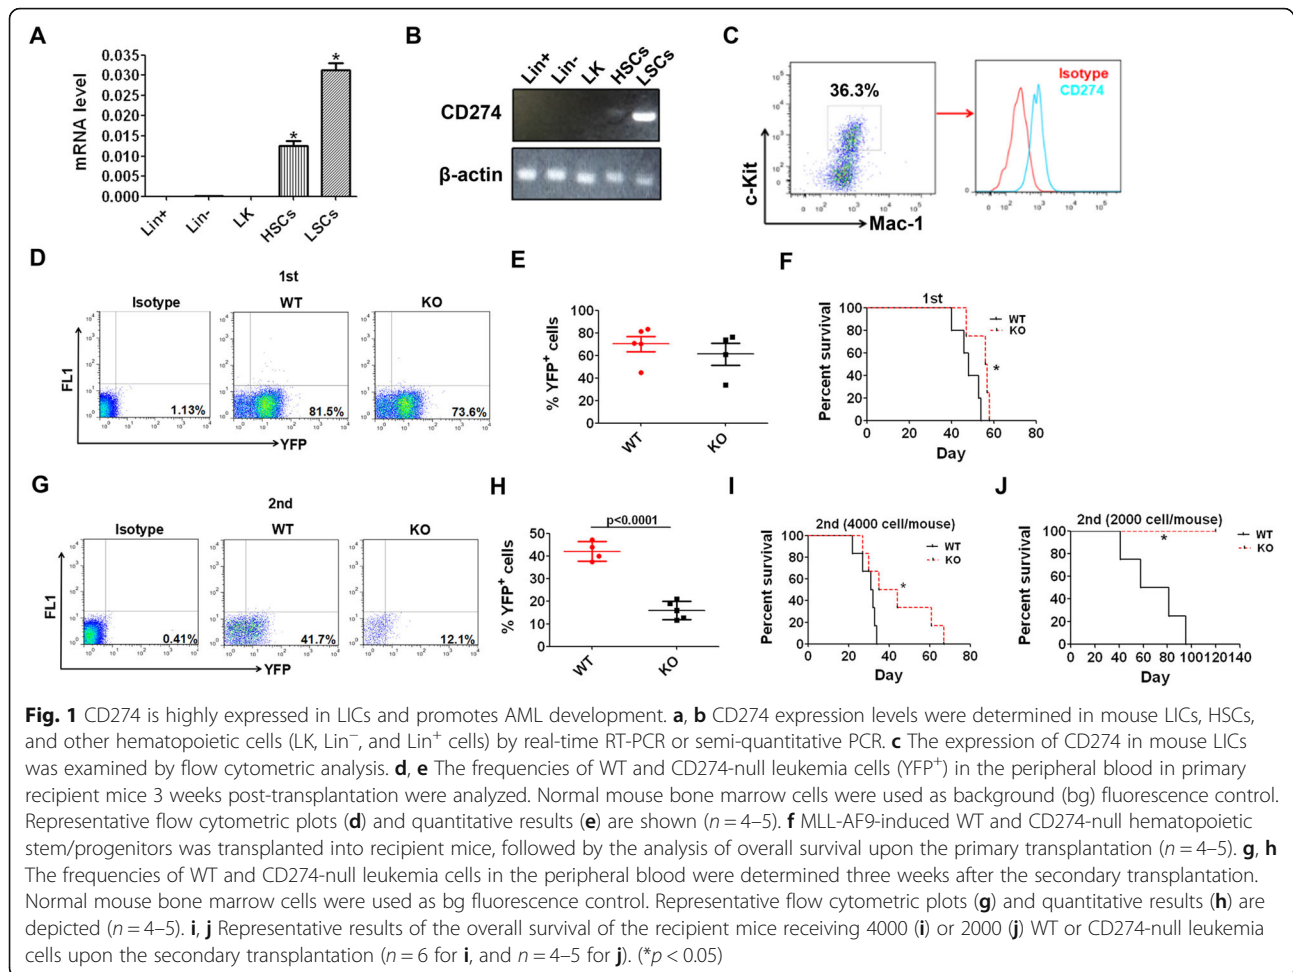 A
mRNA level
0.035
0.030
0.025
0.020
0.015
0.010
0.005
0.000
*
*
Lin+
Lin-
LK
HSCs
LSCs
B
Lin+
Lin-
LK
HSCs
LSCs
CD274
β-actin
C
36.3%
c-Kit
Mac-1
Isotype
CD274
D
1st
Isotype
WT
KO
FL1
1.13%
81.5%
73.6%
YFP
E
% YFP+ cells
100
80
60
40
20
0
WT
KO
F
1st
Percent survival
100
80
60
40
20
0
WT
KO
*
0 20 40 60 80
Day
G
2nd
Isotype
WT
KO
FL1
0.41%
41.7%
12.1%
YFP
H
p<0.0001
% YFP+ cells
50
40
30
20
10
0
WT
KO
I
2nd (4000 cell/mouse)
Percent survival
100
80
60
40
20
0
WT
KO
*
0 20 40 60 80
Day
J
2nd (2000 cell/mouse)
Percent survival
100
80
60
40
20
0
WT
KO
*
0 20 40 60 80 100 120 140
Day
Fig. 1 CD274 is highly expressed in LICs and promotes AML development. a, b CD274 expression levels were determined in mouse LICs, HSCs,
and other hematopoietic cells (LK, Lin−, and Lin+ cells) by real-time RT-PCR or semi-quantitative PCR. c The expression of CD274 in mouse LICs
was examined by flow cytometric analysis. d, e The frequencies of WT and CD274-null leukemia cells (YFP+) in the peripheral blood in primary
recipient mice 3 weeks post-transplantation were analyzed. Normal mouse bone marrow cells were used as background (bg) fluorescence control.
Representative flow cytometric plots (d) and quantitative results (e) are shown (n = 4–5). f MLL-AF9-induced WT and CD274-null hematopoietic
stem/progenitors was transplanted into recipient mice, followed by the analysis of overall survival upon the primary transplantation (n = 4–5). g, h
The frequencies of WT and CD274-null leukemia cells in the peripheral blood were determined three weeks after the secondary transplantation.
Normal mouse bone marrow cells were used as bg fluorescence control. Representative flow cytometric plots (g) and quantitative results (h) are
depicted (n = 4–5). i, j Representative results of the overall survival of the recipient mice receiving 4000 (i) or 2000 (j) WT or CD274-null leukemia
cells upon the secondary transplantation (n = 6 for i, and n = 4–5 for j). (*p < 0.05)